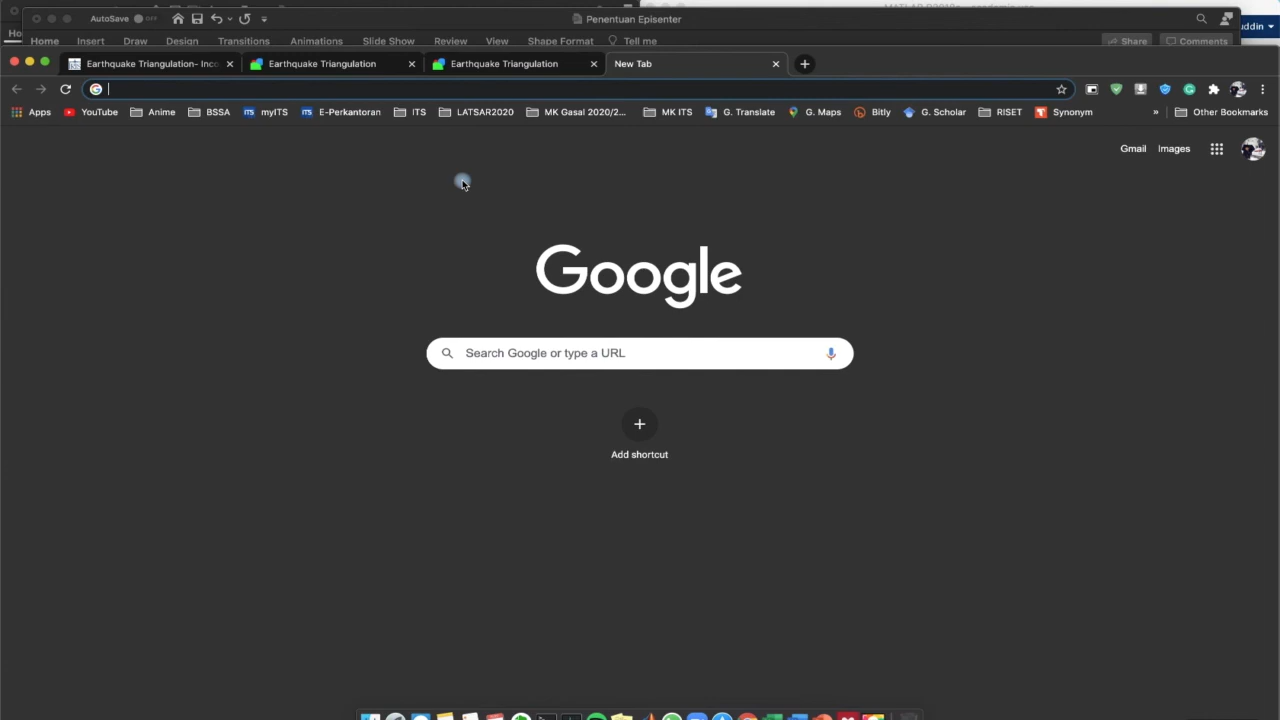 AutoSave OFF Penentuan Episenter
Home Insert Draw Design Transitions Animations Slide Show Review View Shape Format Tell me Share Comments
uddin
Earthquake Triangulation- Inco Earthquake Triangulation Earthquake Triangulation New Tab
Apps YouTube Anime BSSA myITS E-Perkantoran ITS LATSAR2020 MK Gasal 2020/2... MK ITS G. Translate G. Maps Bitly G. Scholar RISET Synonym » Other Bookmarks
Gmail Images
Google
Search Google or type a URL
Add shortcut